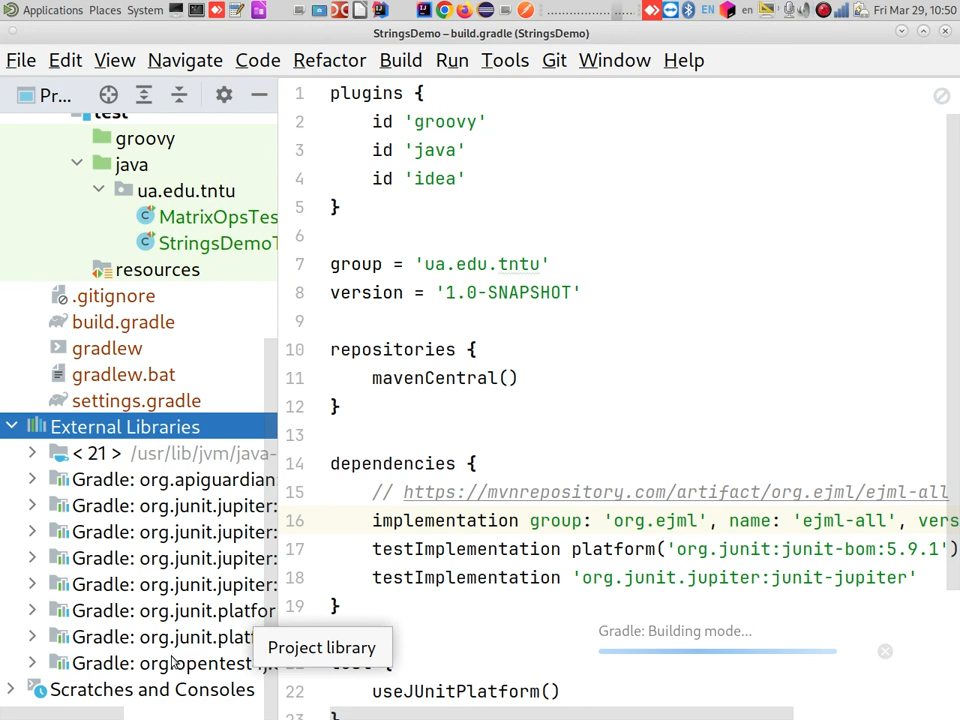 Applications Places System EN en Fri Mar 29, 10:50
StringsDemo – build.gradle (StringsDemo)
File Edit View Navigate Code Refactor Build Run Tools Git Window Help
Pr...
test
groovy
java
ua.edu.tntu
MatrixOpsTes
StringsDemoT
resources
.gitignore
build.gradle
gradlew
gradlew.bat
settings.gradle
External Libraries
< 21 > /usr/lib/jvm/java-
Gradle: org.apiguardian
Gradle: org.junit.jupiter:
Gradle: org.junit.jupiter:
Gradle: org.junit.jupiter:
Gradle: org.junit.jupiter:
Gradle: org.junit.platfor
Gradle: org.junit.platf
Gradle: org.opentest4j:
Scratches and Consoles
Project library
1 plugins {
2 id 'groovy'
3 id 'java'
4 id 'idea'
5 }
6
7 group = 'ua.edu.tntu'
8 version = '1.0-SNAPSHOT'
9
10 repositories {
11 mavenCentral()
12 }
13
14 dependencies {
15 // https://mvnrepository.com/artifact/org.ejml/ejml-all
16 implementation group: 'org.ejml', name: 'ejml-all', vers
17 testImplementation platform('org.junit:junit-bom:5.9.1')
18 testImplementation 'org.junit.jupiter:junit-jupiter'
19 }
22 useJUnitPlatform()
23 }
Gradle: Building mode...